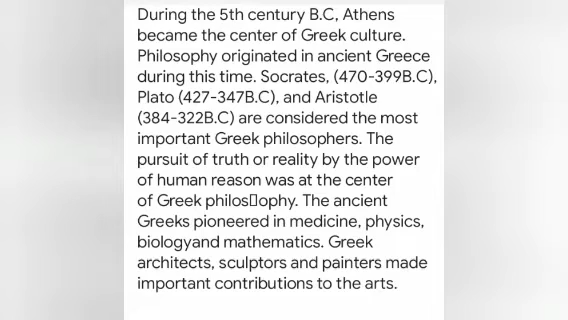 During the 5th century B.C, Athens
became the center of Greek culture.
Philosophy originated in ancient Greece
during this time. Socrates, (470-399B.C),
Plato (427-347B.C), and Aristotle
(384-322B.C) are considered the most
important Greek philosophers. The
pursuit of truth or reality by the power
of human reason was at the center
of Greek philos▯ophy. The ancient
Greeks pioneered in medicine, physics,
biologyand mathematics. Greek
architects, sculptors and painters made
important contributions to the arts.